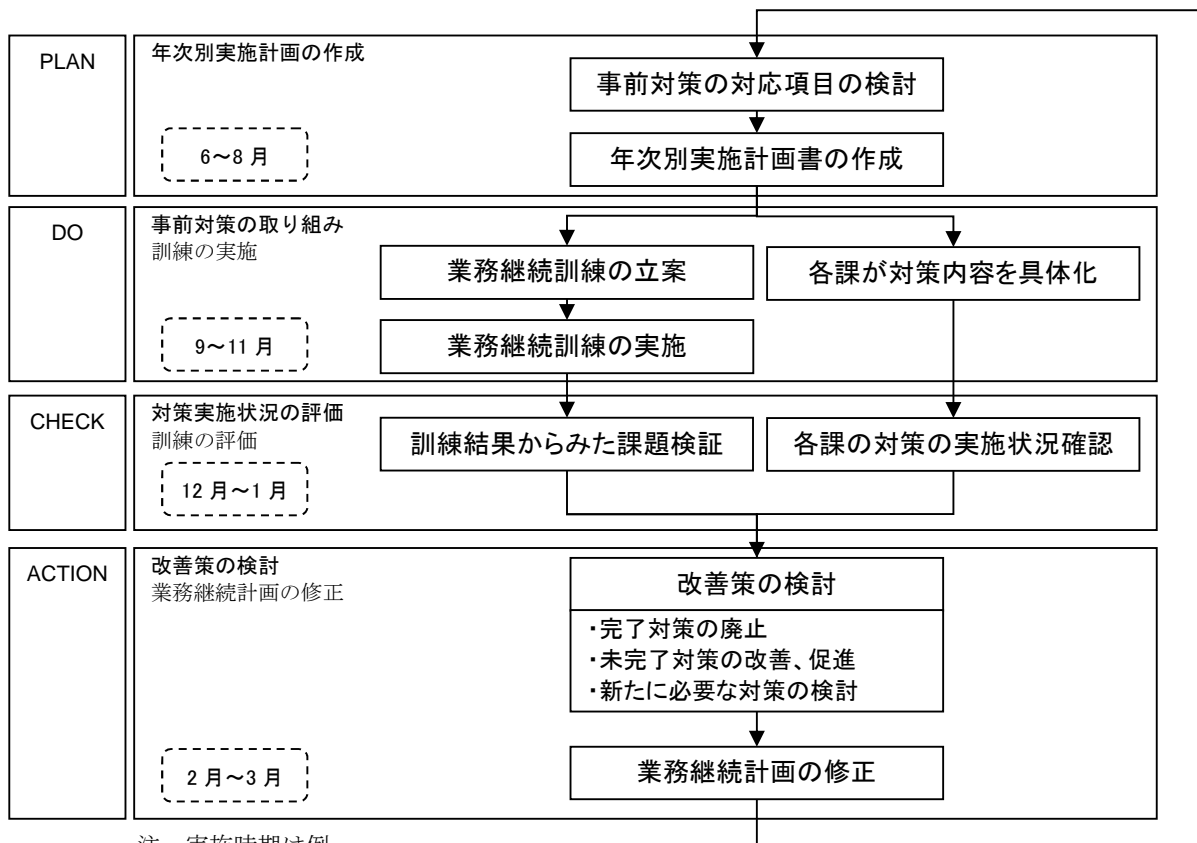 PLAN
年次別実施計画の作成
事前対策の対応項目の検討
6～8 月
年次別実施計画書の作成
DO
事前対策の取り組み
訓練の実施
業務継続訓練の立案
各課が対策内容を具体化
9～11 月
業務継続訓練の実施
CHECK
対策実施状況の評価
訓練の評価
訓練結果からみた課題検証
各課の対策の実施状況確認
12 月～1 月
ACTION
改善策の検討
業務継続計画の修正
改善策の検討
・完了対策の廃止
・未完了対策の改善、促進
・新たに必要な対策の検討
2 月～3 月
業務継続計画の修正
注 実施時期は例